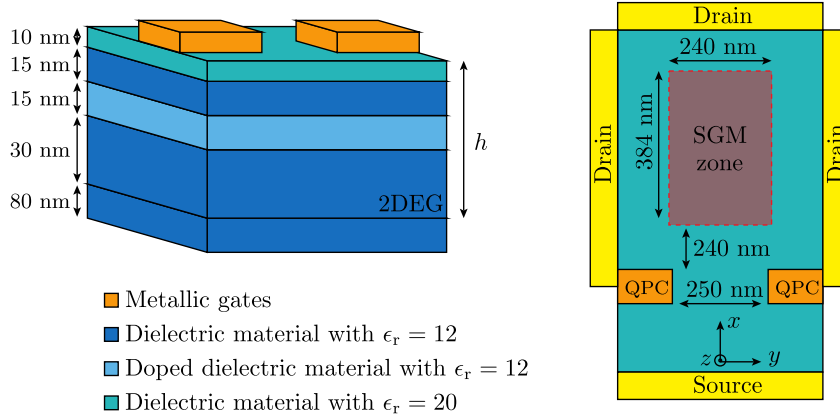 10 nm
15 nm
15 nm
30 nm
80 nm
h
2DEG
Metallic gates
Dielectric material with ϵr = 12
Doped dielectric material with ϵr = 12
Dielectric material with ϵr = 20
Drain
240 nm
Drain
384 nm
SGM
zone
Drain
240 nm
QPC
250 nm
QPC
x
z
y
Source